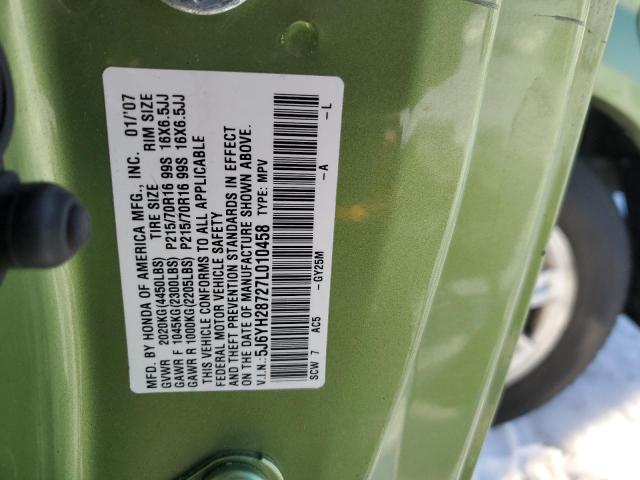 MFD. BY HONDA OF AMERICA MFG., INC. 01/'07
GVWR 2020KG(4450LBS) TIRE SIZE RIM SIZE
GAWR F 1045KG(2300LBS) P215/70R16 99S 16X6.5JJ
GAWR R 1000KG(2205LBS) P215/70R16 99S 16X6.5JJ
THIS VEHICLE CONFORMS TO ALL APPLICABLE
FEDERAL MOTOR VEHICLE SAFETY
AND THEFT PREVENTION STANDARDS IN EFFECT
ON THE DATE OF MANUFACTURE SHOWN ABOVE.
V.I.N.: 5J6YH28727L010458 TYPE: MPV
-GY25M -A -L
SCW 7 AC5